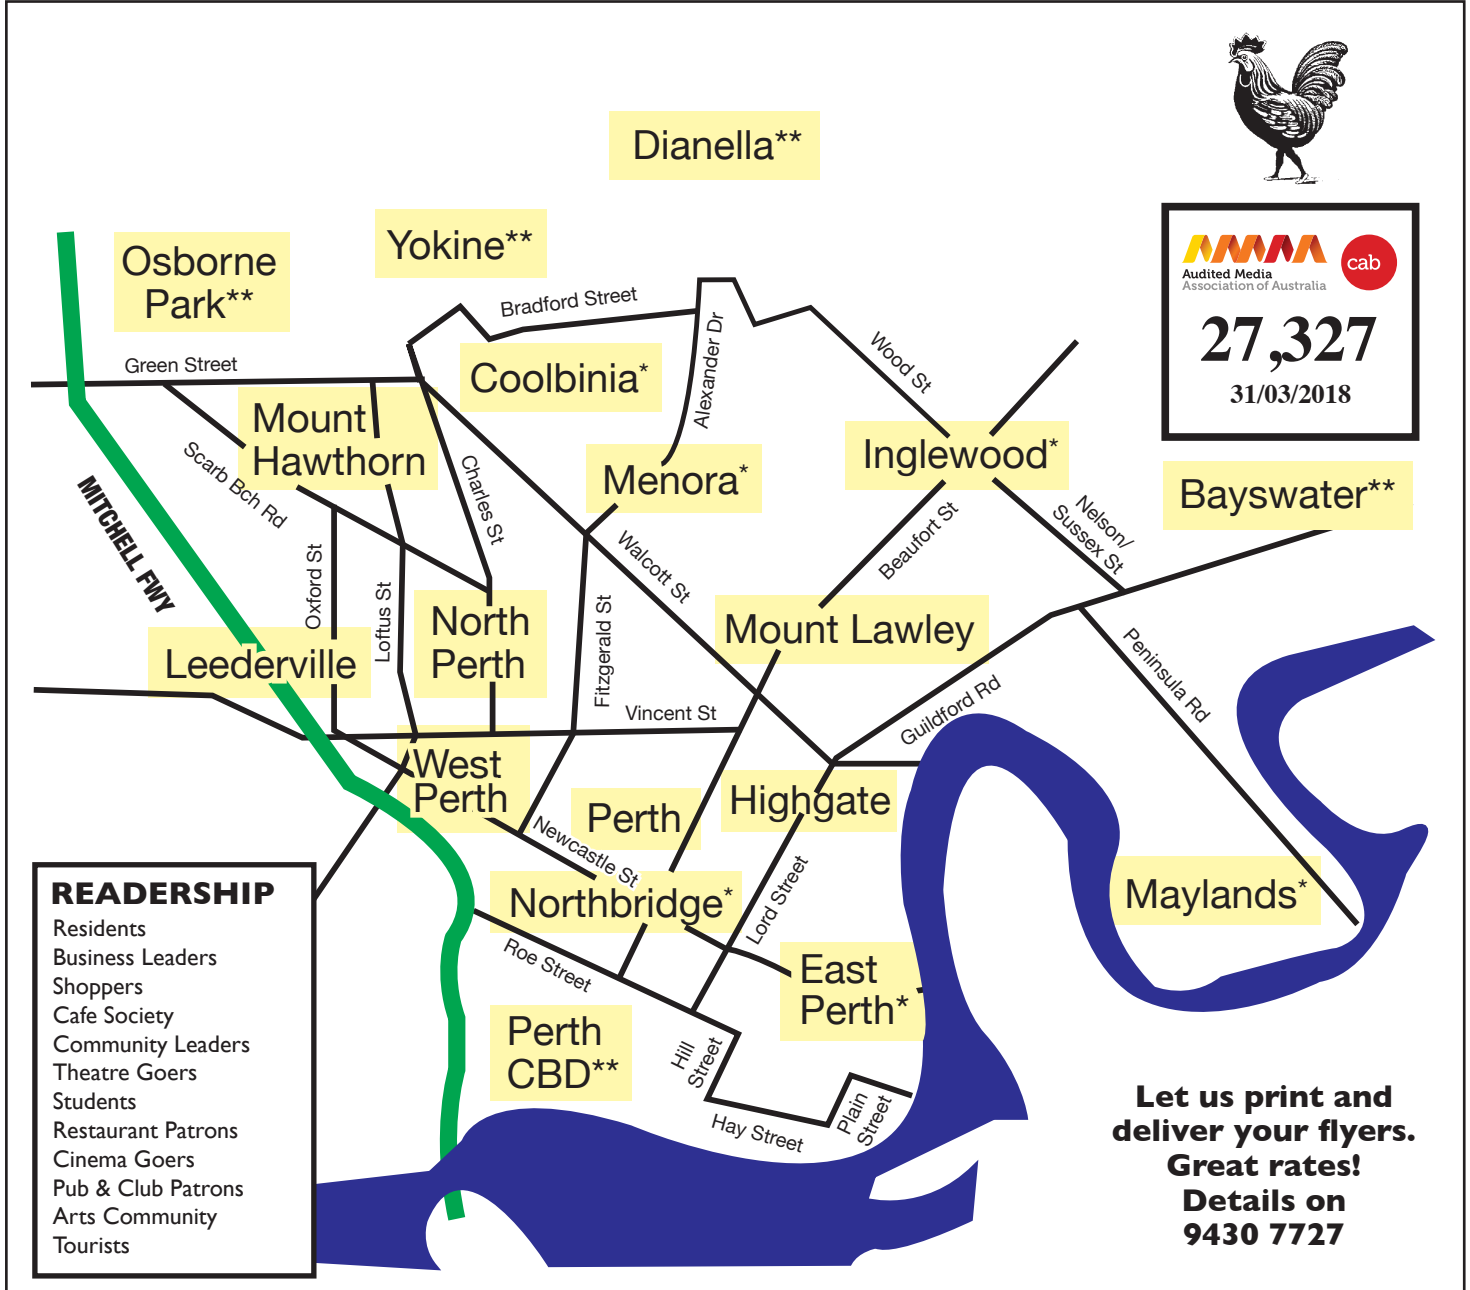 Dianella**
Yokine**
Osborne
Park**
Audited Media
Association of Australia
cab
27,327
31/03/2018
Bradford Street
Green Street
Alexander Dr
Wood St
Coolbinia*
Mount
Hawthorn
Scarb Bch Rd
Charles St
Menora*
Inglewood*
Bayswater**
MITCHELL FWY
Nelson/
Sussex St
Beaufort St
Walcott St
Oxford St
Loftus St
Fitzgerald St
North
Perth
Mount Lawley
Leederville
Peninsula Rd
Guildford Rd
Vincent St
West
Perth
Perth
Highgate
Newcastle St
Northbridge*
Lord Street
Maylands*
Roe Street
East
Perth*
Perth
CBD**
Hill
Street
Hay Street
Plain
Street
READERSHIP
Residents
Business Leaders
Shoppers
Cafe Society
Community Leaders
Theatre Goers
Students
Restaurant Patrons
Cinema Goers
Pub & Club Patrons
Arts Community
Tourists
Let us print and
deliver your flyers.
Great rates!
Details on
9430 7727